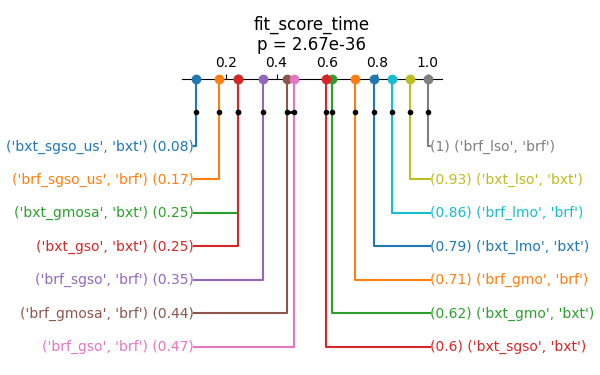 fit_score_time
p = 2.67e-36
0.2 0.4 0.6 0.8 1.0
('bxt_sgso_us', 'bxt') (0.08) (1) ('brf_lso', 'brf')
('brf_sgso_us', 'brf') (0.17) (0.93) ('bxt_lso', 'bxt')
('bxt_gmosa', 'bxt') (0.25) (0.86) ('brf_lmo', 'brf')
('bxt_gso', 'bxt') (0.25) (0.79) ('bxt_lmo', 'bxt')
('brf_sgso', 'brf') (0.35) (0.71) ('brf_gmo', 'brf')
('brf_gmosa', 'brf') (0.44) (0.62) ('bxt_gmo', 'bxt')
('brf_gso', 'brf') (0.47) (0.6) ('bxt_sgso', 'bxt')